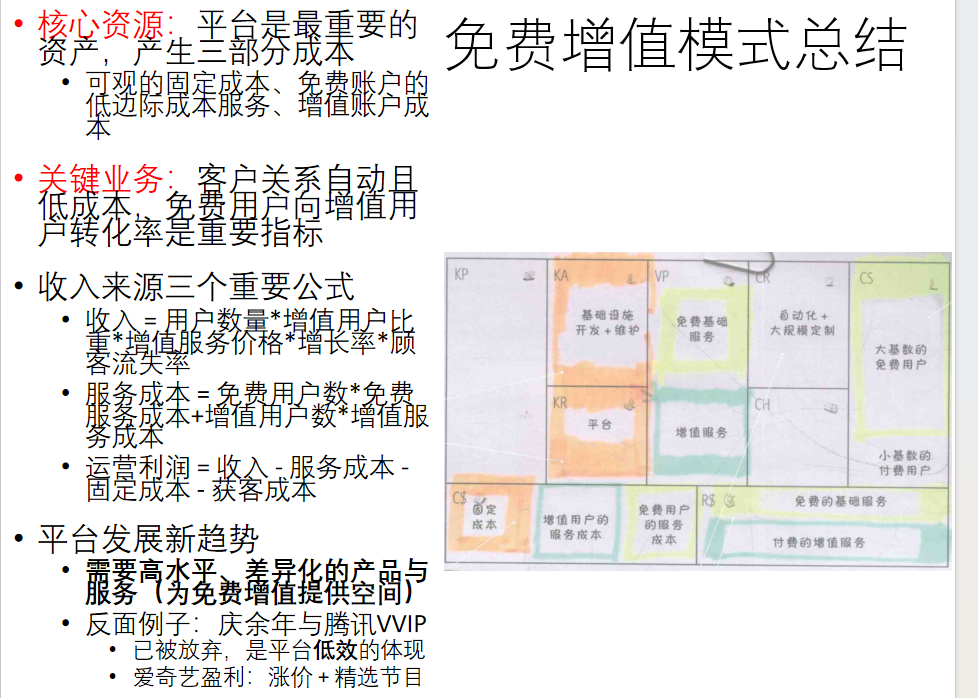 免费增值模式总结
• 核心资源：平台是最重要的
资产，产生三部分成本
• 可观的固定成本、免费账户的
低边际成本服务、增值账户成
本
• 关键业务：客户关系自动且
低成本，免费用户向增值用
户转化率是重要指标
• 收入来源三个重要公式
• 收入 = 用户数量*增值用户比
重*增值服务价格*增长率*顾
客流失率
• 服务成本 = 免费用户数*免费
服务成本+增值用户数*增值服
务成本
• 运营利润 = 收入 - 服务成本 -
固定成本 - 获客成本
• 平台发展新趋势
• 需要高水平、差异化的产品与
服务（为免费增值提供空间）
• 反面例子：庆余年与腾讯VVIP
• 已被放弃，是平台低效的体现
• 爱奇艺盈利：涨价 + 精选节目
KP
KA
基础设施
开发+维护
KR
平台
VP
免费基础
服务
增值服务
CR
自动化+
大规模定制
CH
CS
大基数的
免费用户
小基数的
付费用户
C$
固定
成本
增值用户的
服务成本
免费用户
的服务
成本
R$
免费的基础服务
付费的增值服务